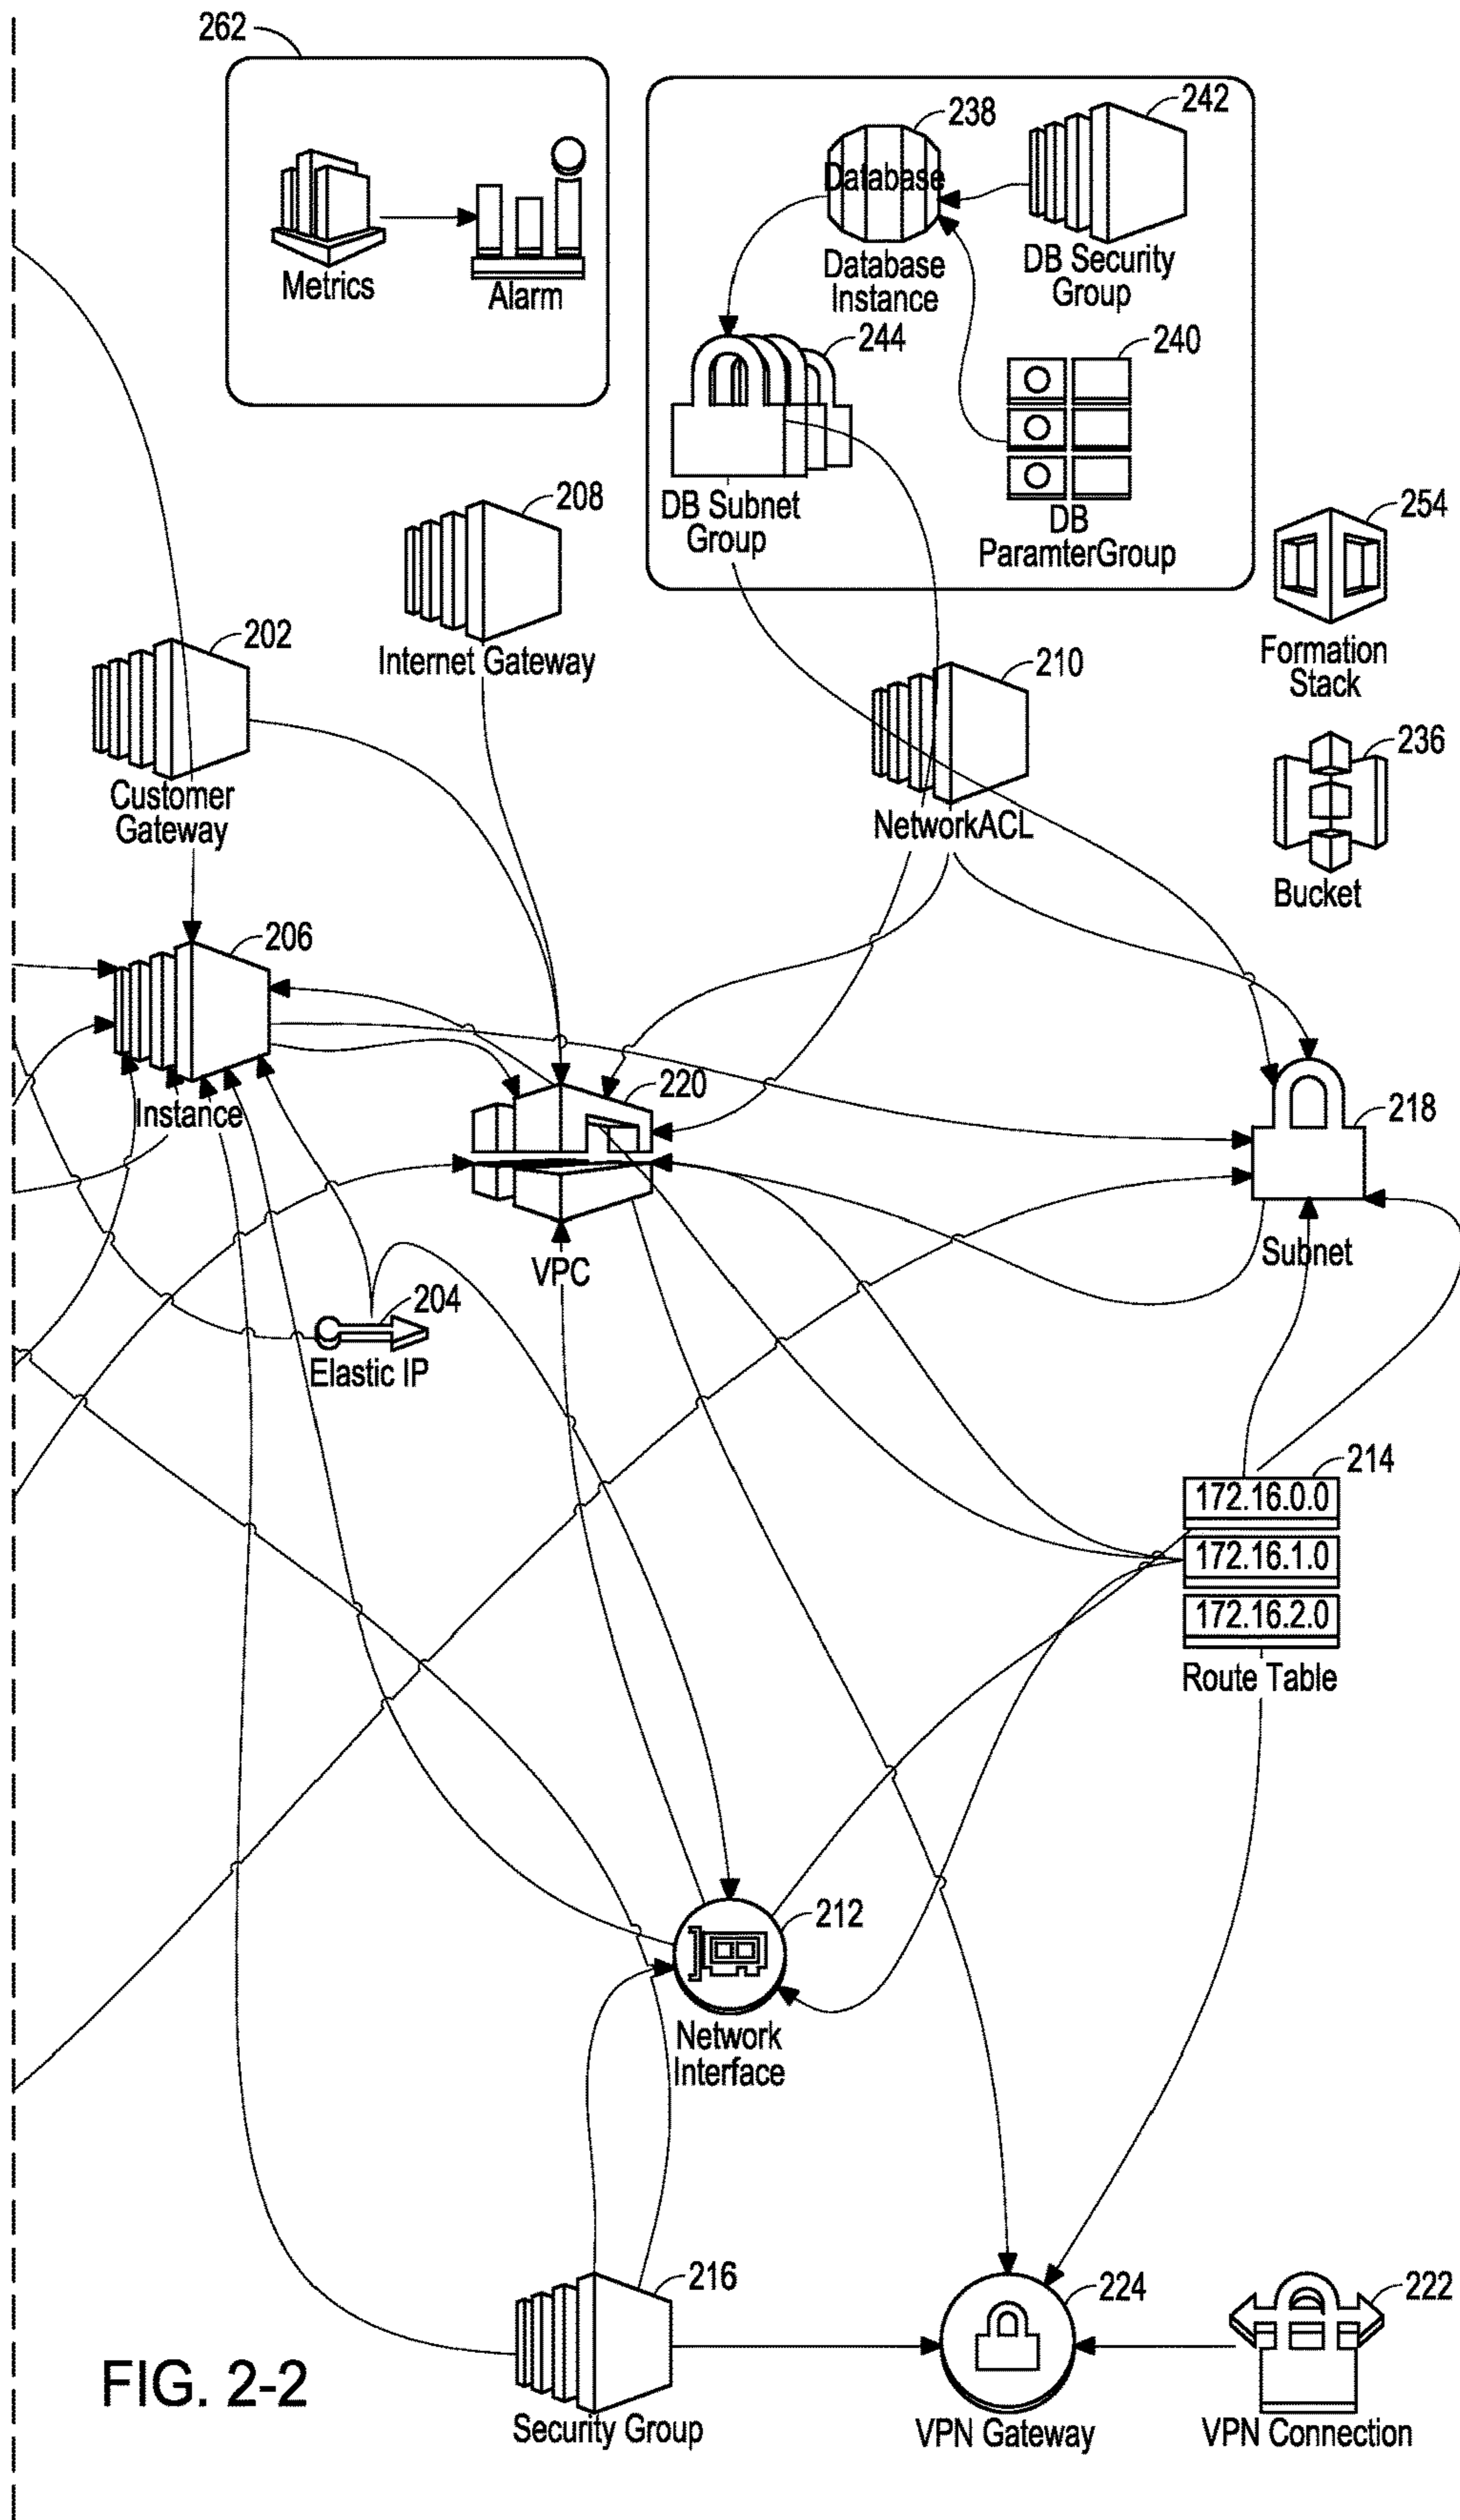 262
Metrics
Alarm
238
Database
Database
Instance
242
DB Security
Group
244
DB Subnet
Group
240
DB
ParamterGroup
208
Internet Gateway
254
Formation
Stack
202
Customer
Gateway
210
NetworkACL
236
Bucket
206
Instance
220
VPC
218
Subnet
204
Elastic IP
214
172.16.0.0
172.16.1.0
172.16.2.0
Route Table
212
Network
Interface
216
Security Group
224
VPN Gateway
222
VPN Connection
FIG. 2-2